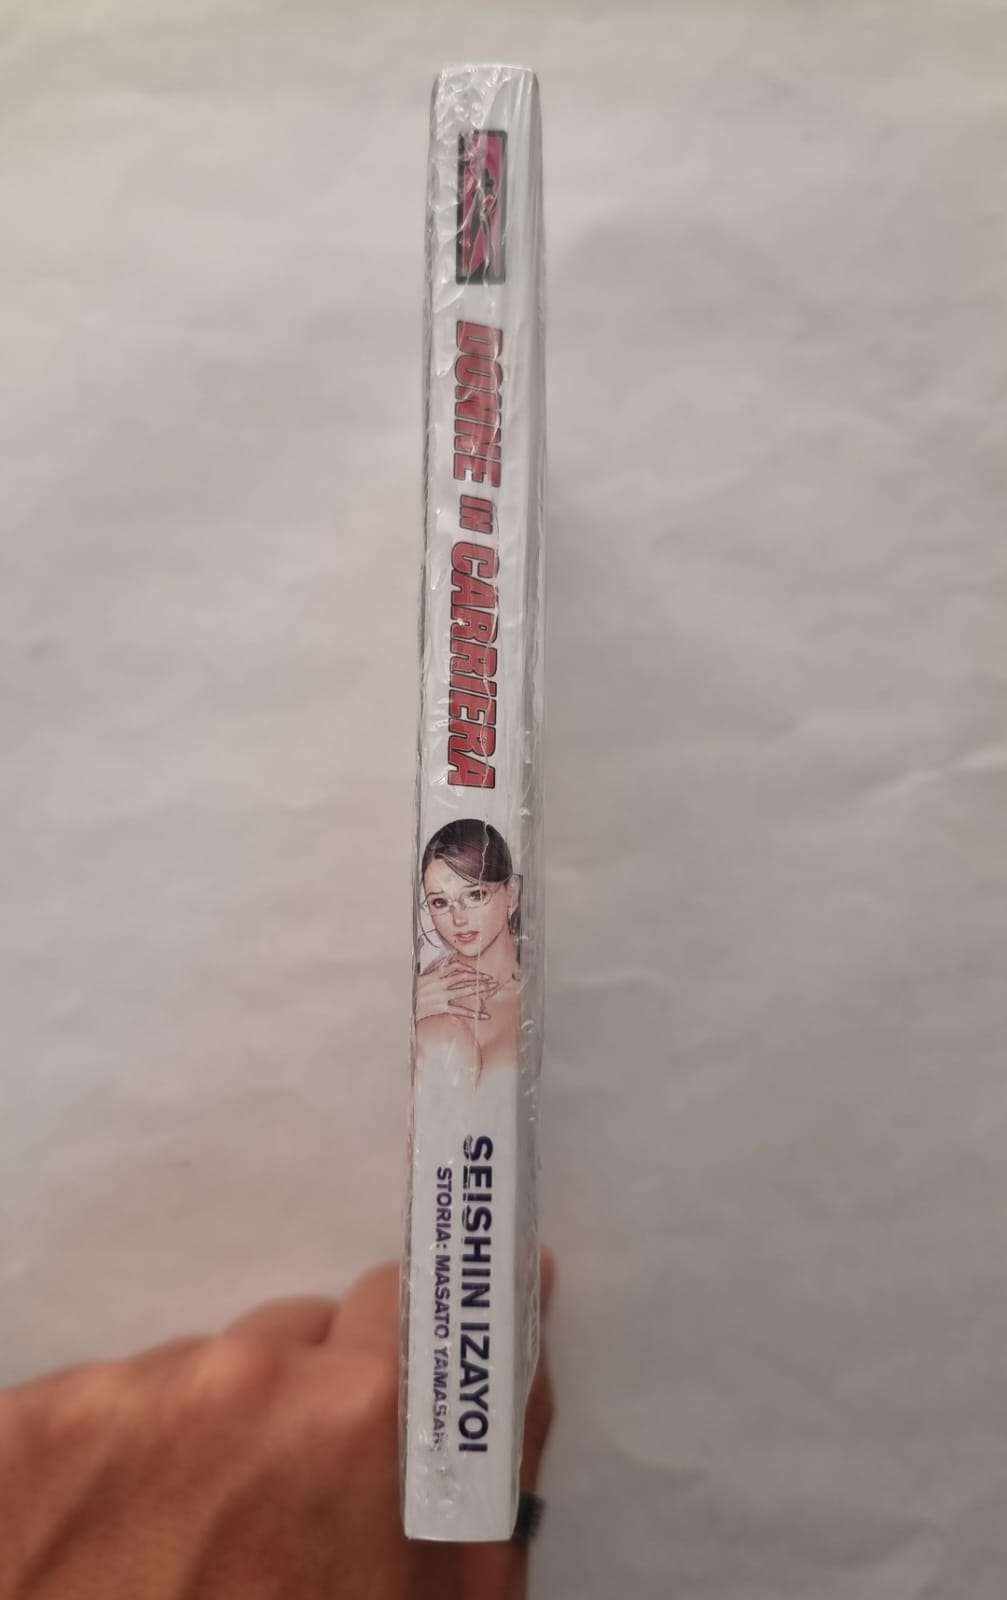 DONNE IN CARRIERA
SEISHIN IZAYOI
STORIA: MASATO YAMASAKI